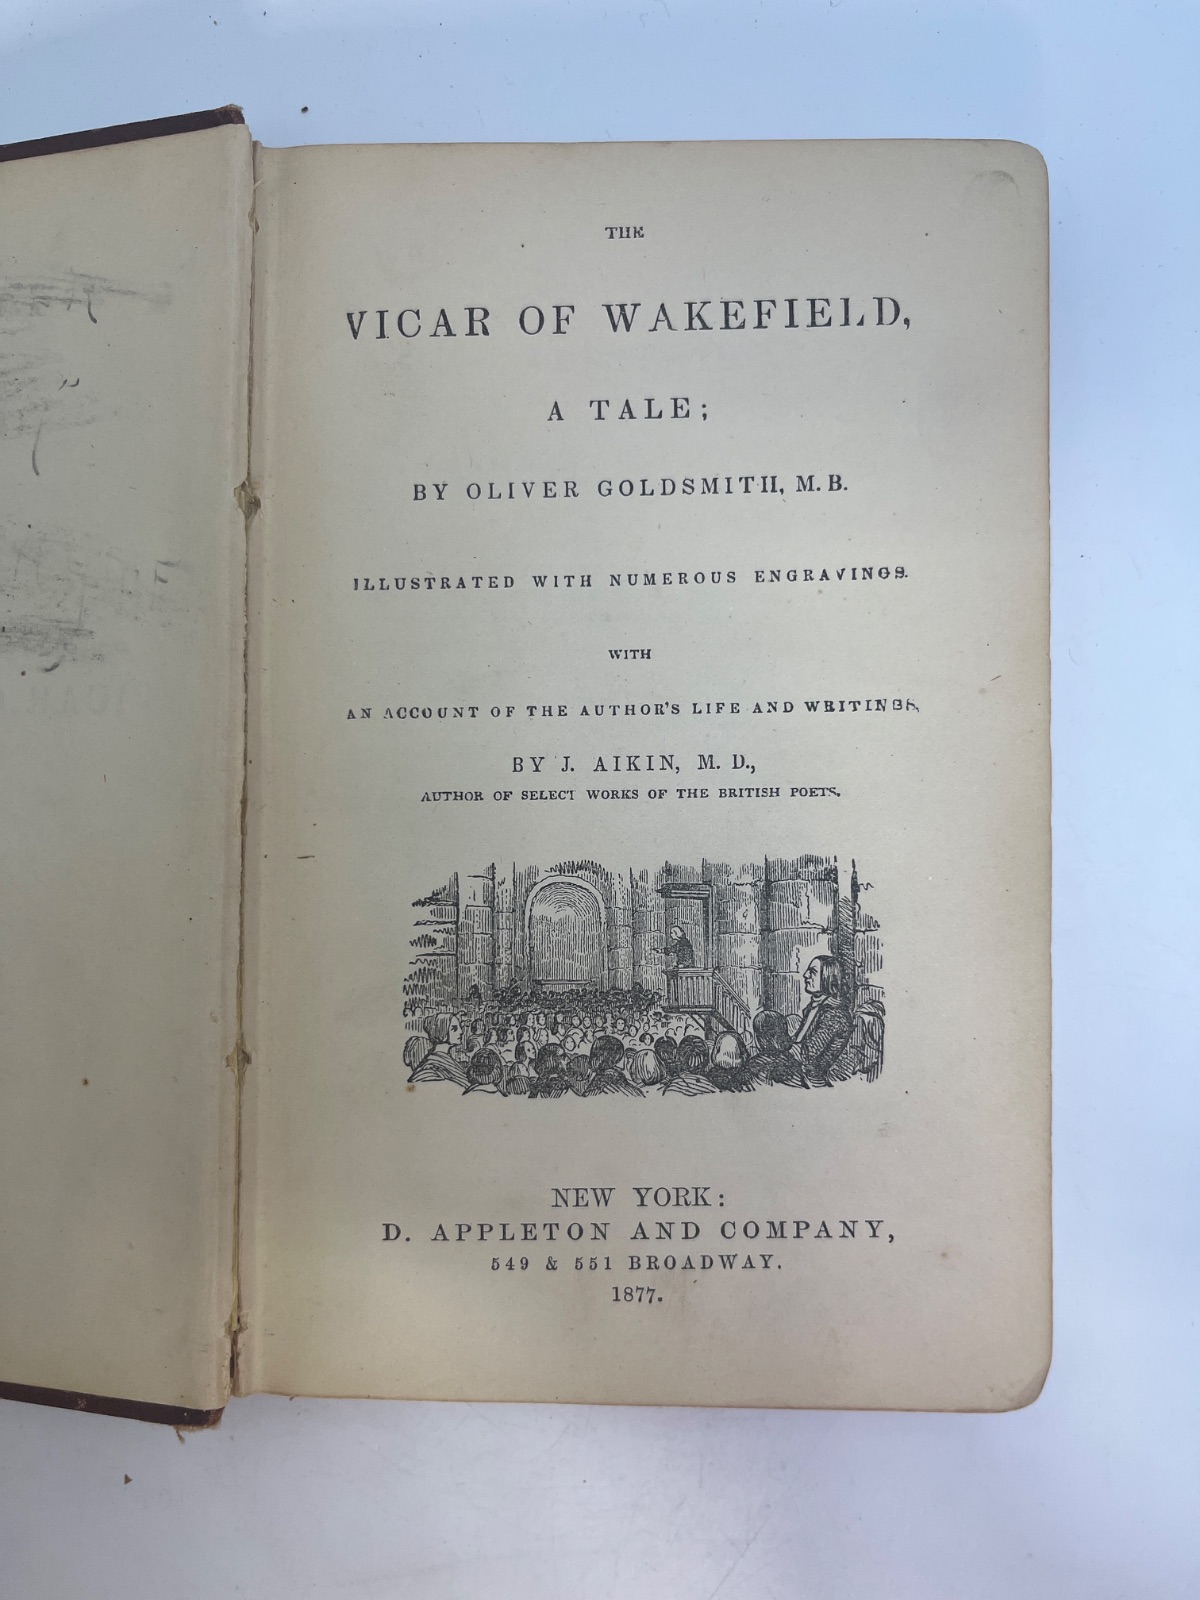 THE
VICAR OF WAKEFIELD,
A TALE;
BY OLIVER GOLDSMITH, M. B.
ILLUSTRATED WITH NUMEROUS ENGRAVINGS.
WITH
AN ACCOUNT OF THE AUTHOR'S LIFE AND WRITINGS,
BY J. AIKIN, M. D.,
AUTHOR OF SELECT WORKS OF THE BRITISH POETS.
NEW YORK:
D. APPLETON AND COMPANY,
549 & 551 BROADWAY.
1877.